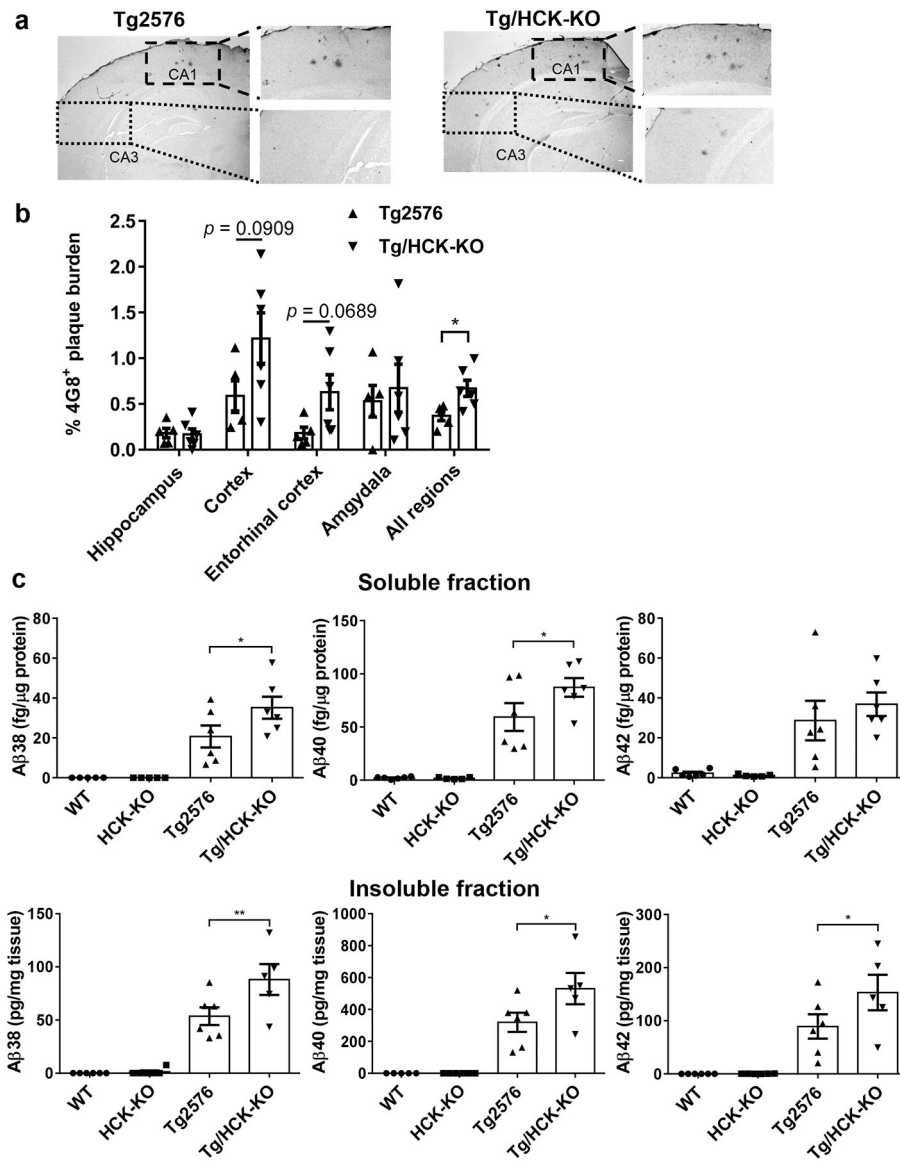 a
Tg2576
Tg/HCK-KO
CA1
CA3
CA1
CA3
b
Tg2576
Tg/HCK-KO
% 4G8+ plaque burden
2.5
2.0
1.5
1.0
0.5
0.0
p = 0.0909
p = 0.0689
*
Hippocampus
Cortex
Entorhinal cortex
Amygdala
All regions
c
Soluble fraction
Aβ38 (fg/µg protein)
80
60
40
20
0
*
WT
HCK-KO
Tg2576
Tg/HCK-KO
Aβ40 (fg/µg protein)
150
100
50
0
*
WT
HCK-KO
Tg2576
Tg/HCK-KO
Aβ42 (fg/µg protein)
80
60
40
20
0
WT
HCK-KO
Tg2576
Tg/HCK-KO
Insoluble fraction
Aβ38 (pg/mg tissue)
150
100
50
0
**
WT
HCK-KO
Tg2576
Tg/HCK-KO
Aβ40 (pg/mg tissue)
1000
800
600
400
200
0
*
WT
HCK-KO
Tg2576
Tg/HCK-KO
Aβ42 (pg/mg tissue)
300
200
100
0
*
WT
HCK-KO
Tg2576
Tg/HCK-KO